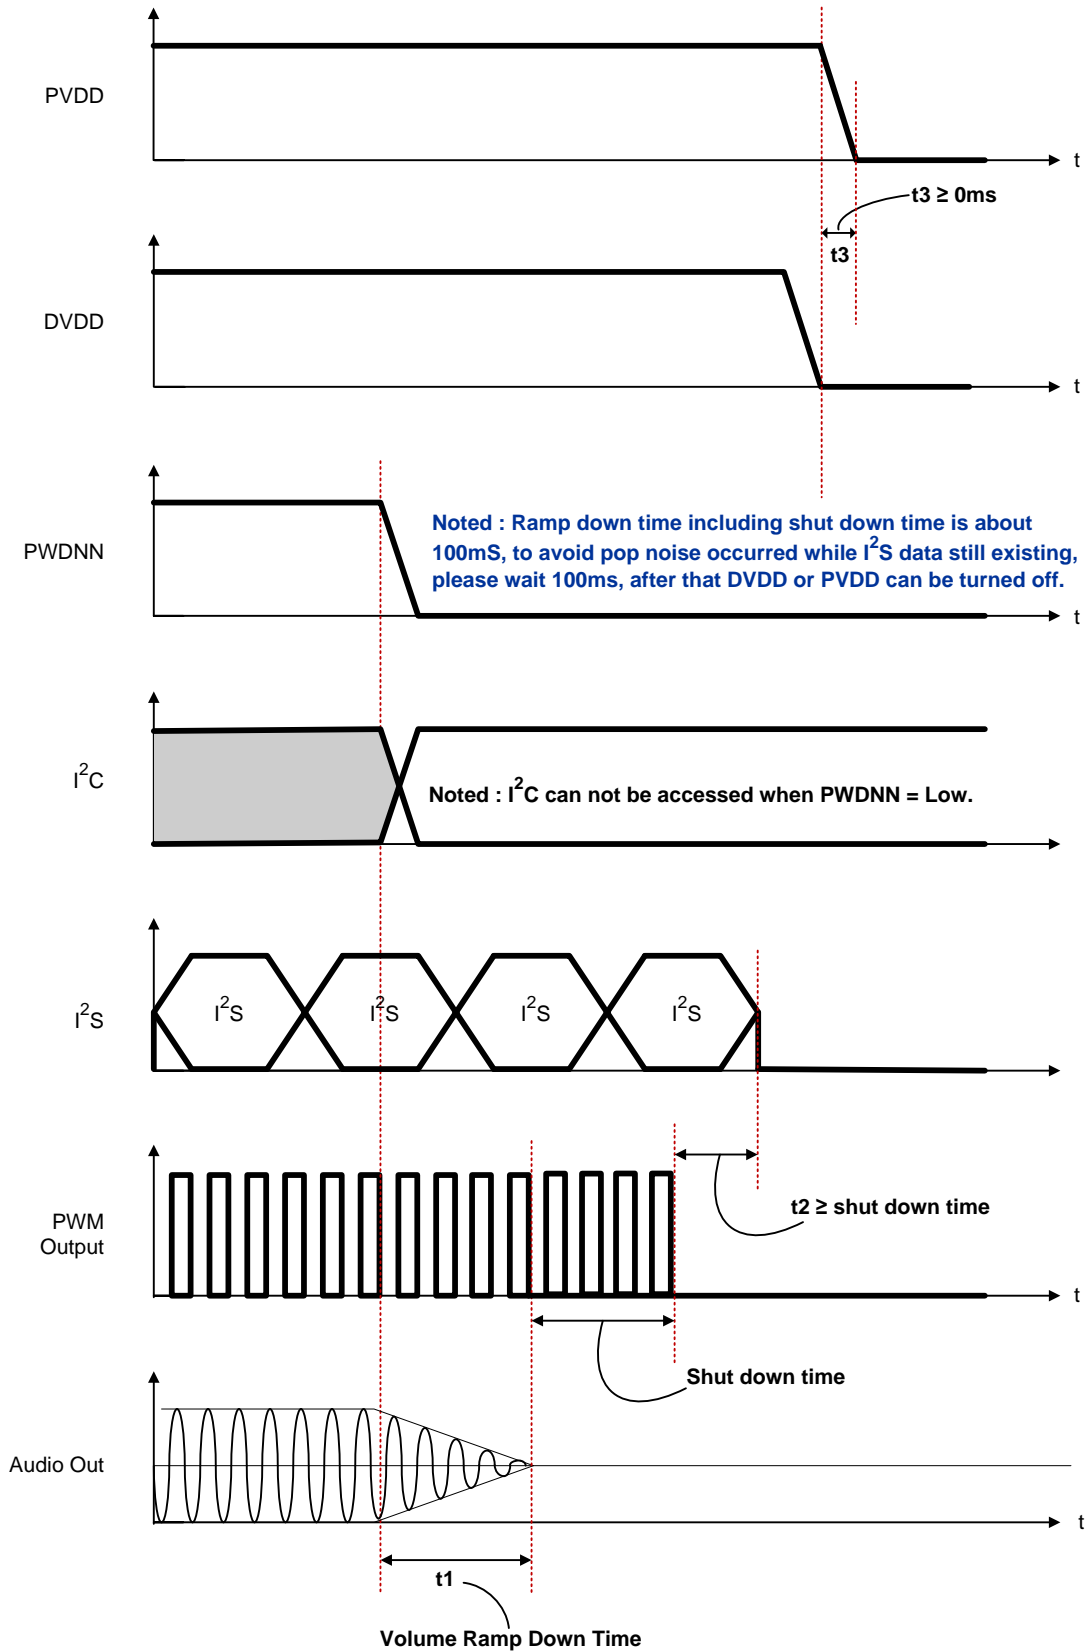 PVDD
t
t3 ≥ 0ms
t3
DVDD
t
PWDNN
Noted : Ramp down time including shut down time is about
100mS, to avoid pop noise occurred while I²S data still existing,
please wait 100ms, after that DVDD or PVDD can be turned off.
t
I²C
Noted : I²C can not be accessed when PWDNN = Low.
I²S
I²S
I²S
I²S
I²S
PWM
Output
t2 ≥ shut down time
t
Shut down time
Audio Out
t
t1
Volume Ramp Down Time